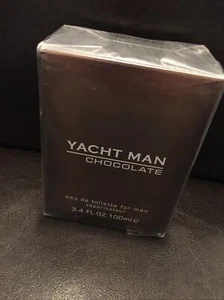 YACHT MAN
CHOCOLATE
eau de toilette for men
vaporisateur
3.4 FL.OZ. 100ml e